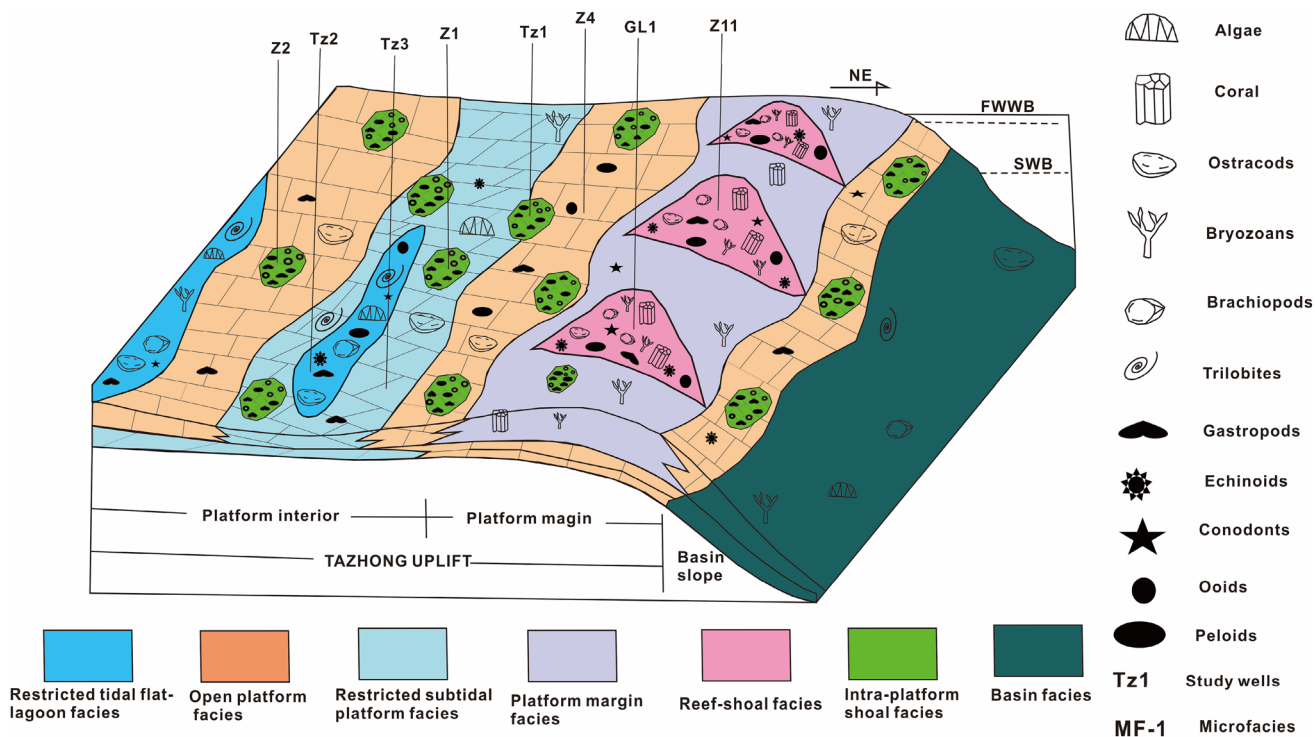 Z2
Tz2
Tz3
Z1
Tz1
Z4
GL1
Z11
NE
FWWB
SWB
Algae
Coral
Ostracods
Bryozoans
Brachiopods
Trilobites
Gastropods
Echinoids
Conodonts
Ooids
Peloids
Tz1 Study wells
MF-1 Microfacies
Platform interior
Platform magin
TAZHONG UPLIFT
Basin
slope
Restricted tidal flat-
lagoon facies
Open platform
facies
Restricted subtidal
platform facies
Platform margin
facies
Reef-shoal facies
Intra-platform
shoal facies
Basin facies